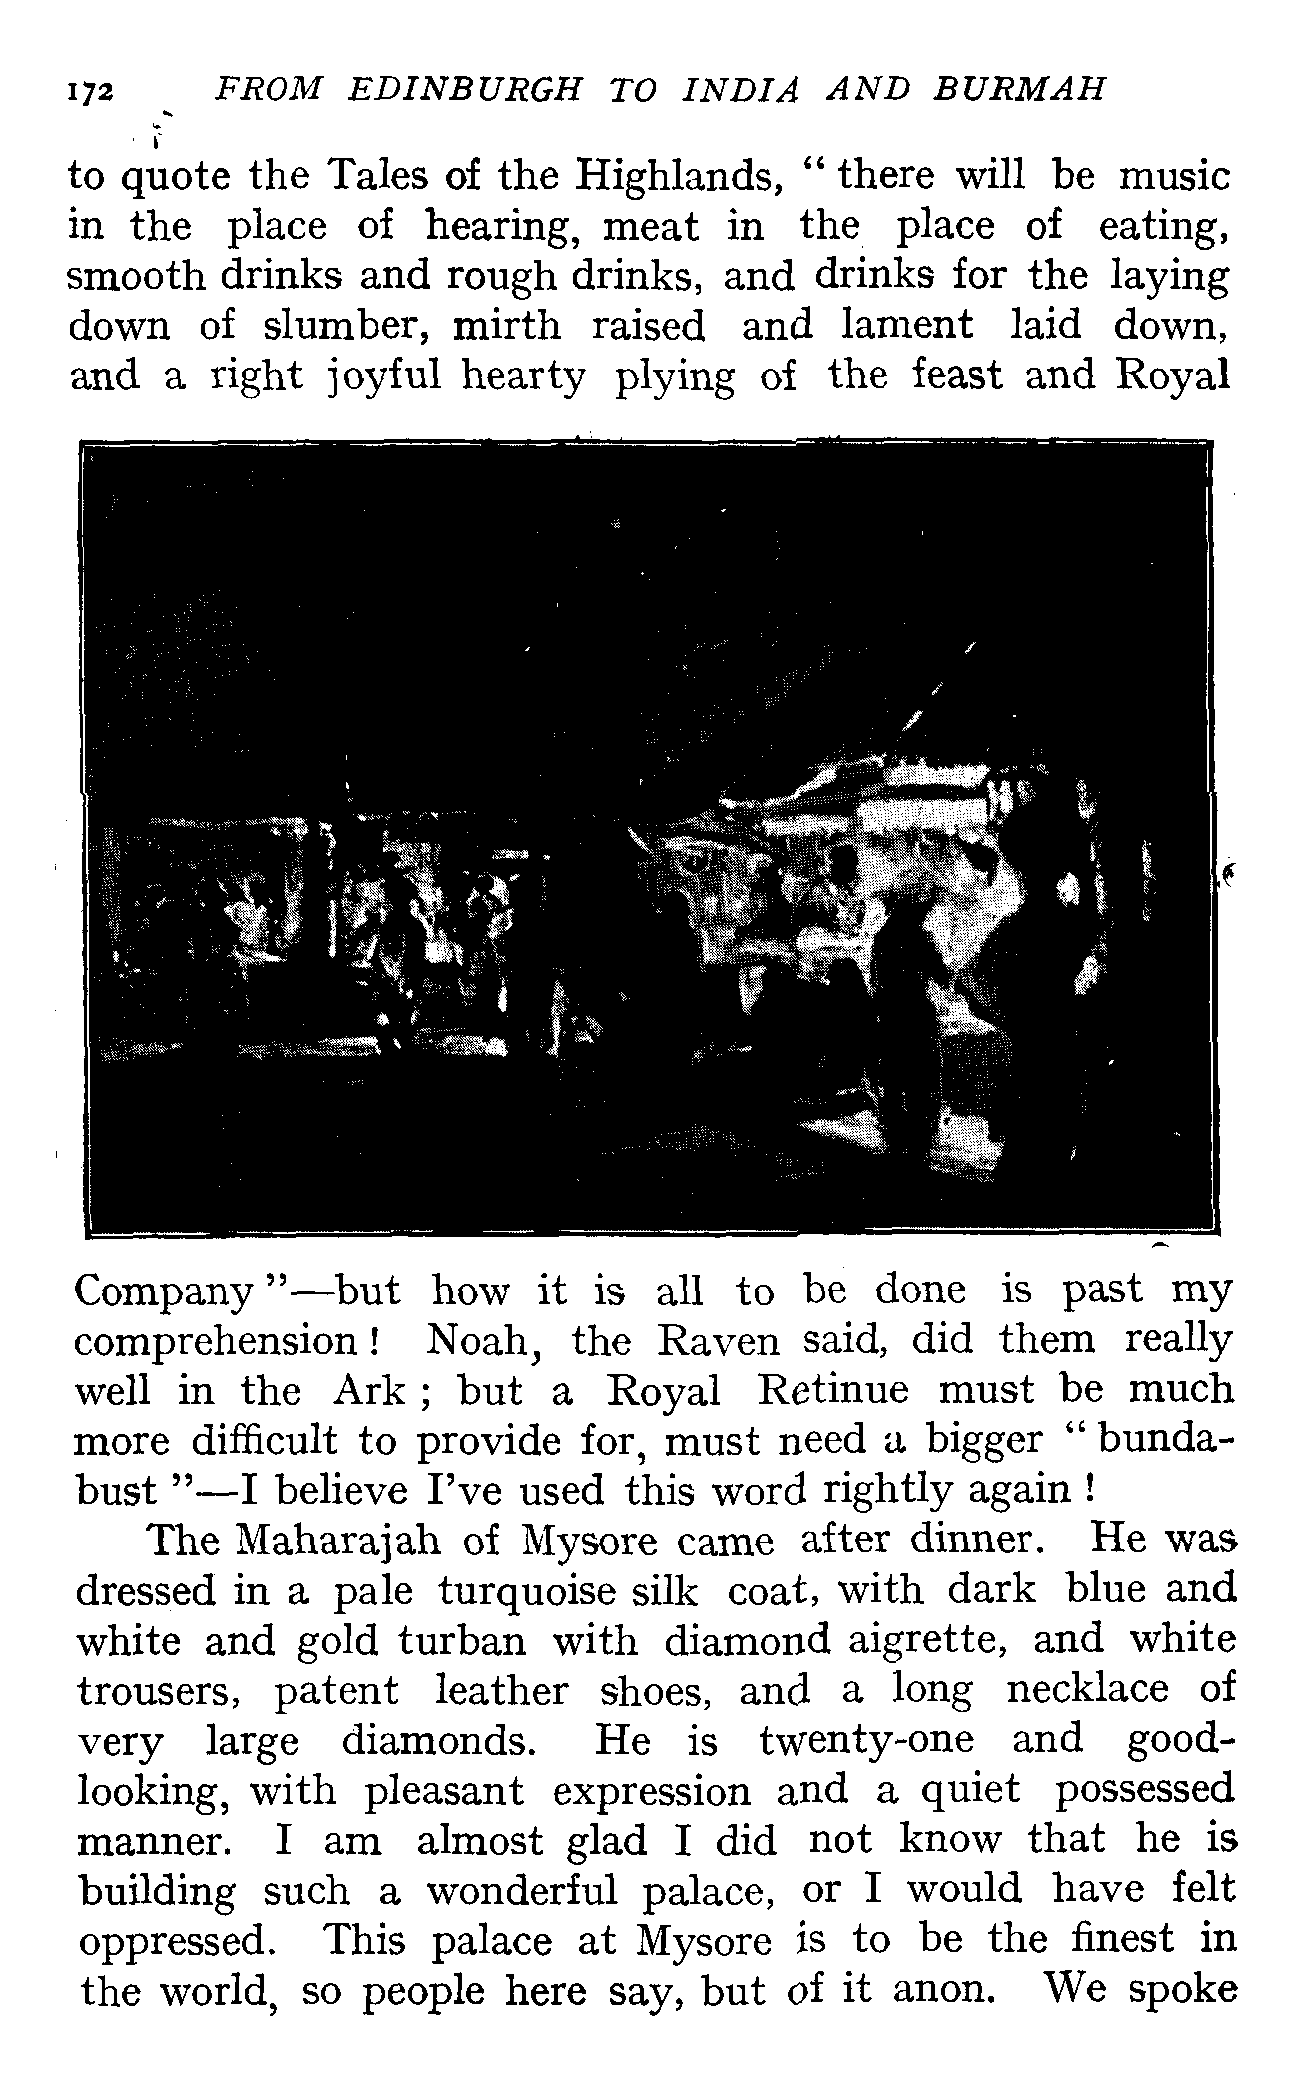 172 FROM EDINBURGH TO INDIA AND BURMAH
to quote the Tales of the Highlands, “ there will be music
in the place of hearing, meat in the place of eating,
smooth drinks and rough drinks, and drinks for the laying
down of slumber, mirth raised and lament laid down,
and a right joyful hearty plying of the feast and Royal
Company ”—but how it is all to be done is past my
comprehension ! Noah, the Raven said, did them really
well in the Ark ; but a Royal Retinue must be much
more difficult to provide for, must need a bigger “ bunda-
bust ”—I believe I’ve used this word rightly again !
The Maharajah of Mysore came after dinner. He was
dressed in a pale turquoise silk coat, with dark blue and
white and gold turban with diamond aigrette, and white
trousers, patent leather shoes, and a long necklace of
very large diamonds. He is twenty-one and good-
looking, with pleasant expression and a quiet possessed
manner. I am almost glad I did not know that he is
building such a wonderful palace, or I would have felt
oppressed. This palace at Mysore is to be the finest in
the world, so people here say, but of it anon. We spoke